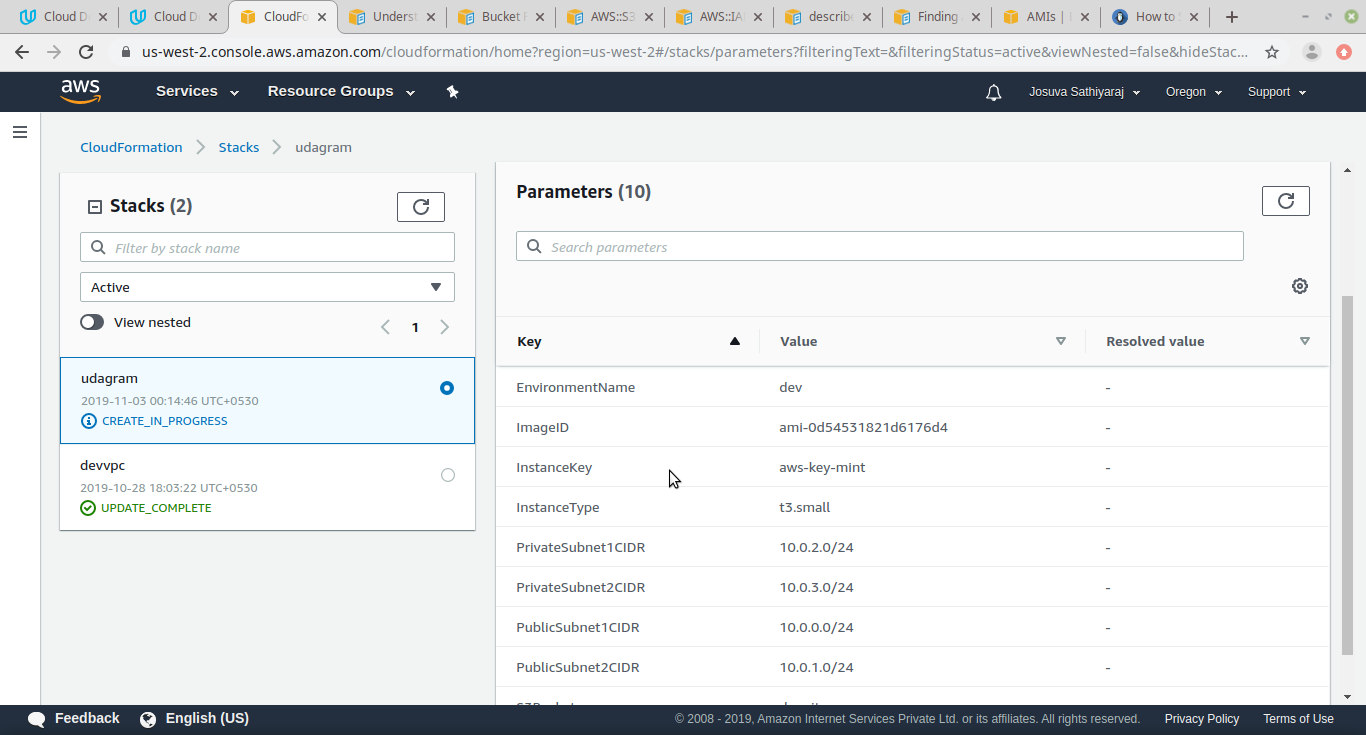 Cloud D
Cloud D
CloudFo
Underst
Bucket
AWS::S3
AWS::IA
describe
Finding
AMIs |
How to
us-west-2.console.aws.amazon.com/cloudformation/home?region=us-west-2#/stacks/parameters?filteringText=&filteringStatus=active&viewNested=false&hideStac...
aws
Services
Resource Groups
Josuva Sathiyaraj
Oregon
Support
CloudFormation
Stacks
udagram
Stacks (2)
Filter by stack name
Active
View nested
1
udagram
2019-11-03 00:14:46 UTC+0530
CREATE_IN_PROGRESS
devvpc
2019-10-28 18:03:22 UTC+0530
UPDATE_COMPLETE
Parameters (10)
Search parameters
Key Value Resolved value
EnvironmentName dev -
ImageID ami-0d54531821d6176d4 -
InstanceKey aws-key-mint -
InstanceType t3.small -
PrivateSubnet1CIDR 10.0.2.0/24 -
PrivateSubnet2CIDR 10.0.3.0/24 -
PublicSubnet1CIDR 10.0.0.0/24 -
PublicSubnet2CIDR 10.0.1.0/24 -
Feedback
English (US)
© 2008 - 2019, Amazon Internet Services Private Ltd. or its affiliates. All rights reserved.
Privacy Policy
Terms of Use